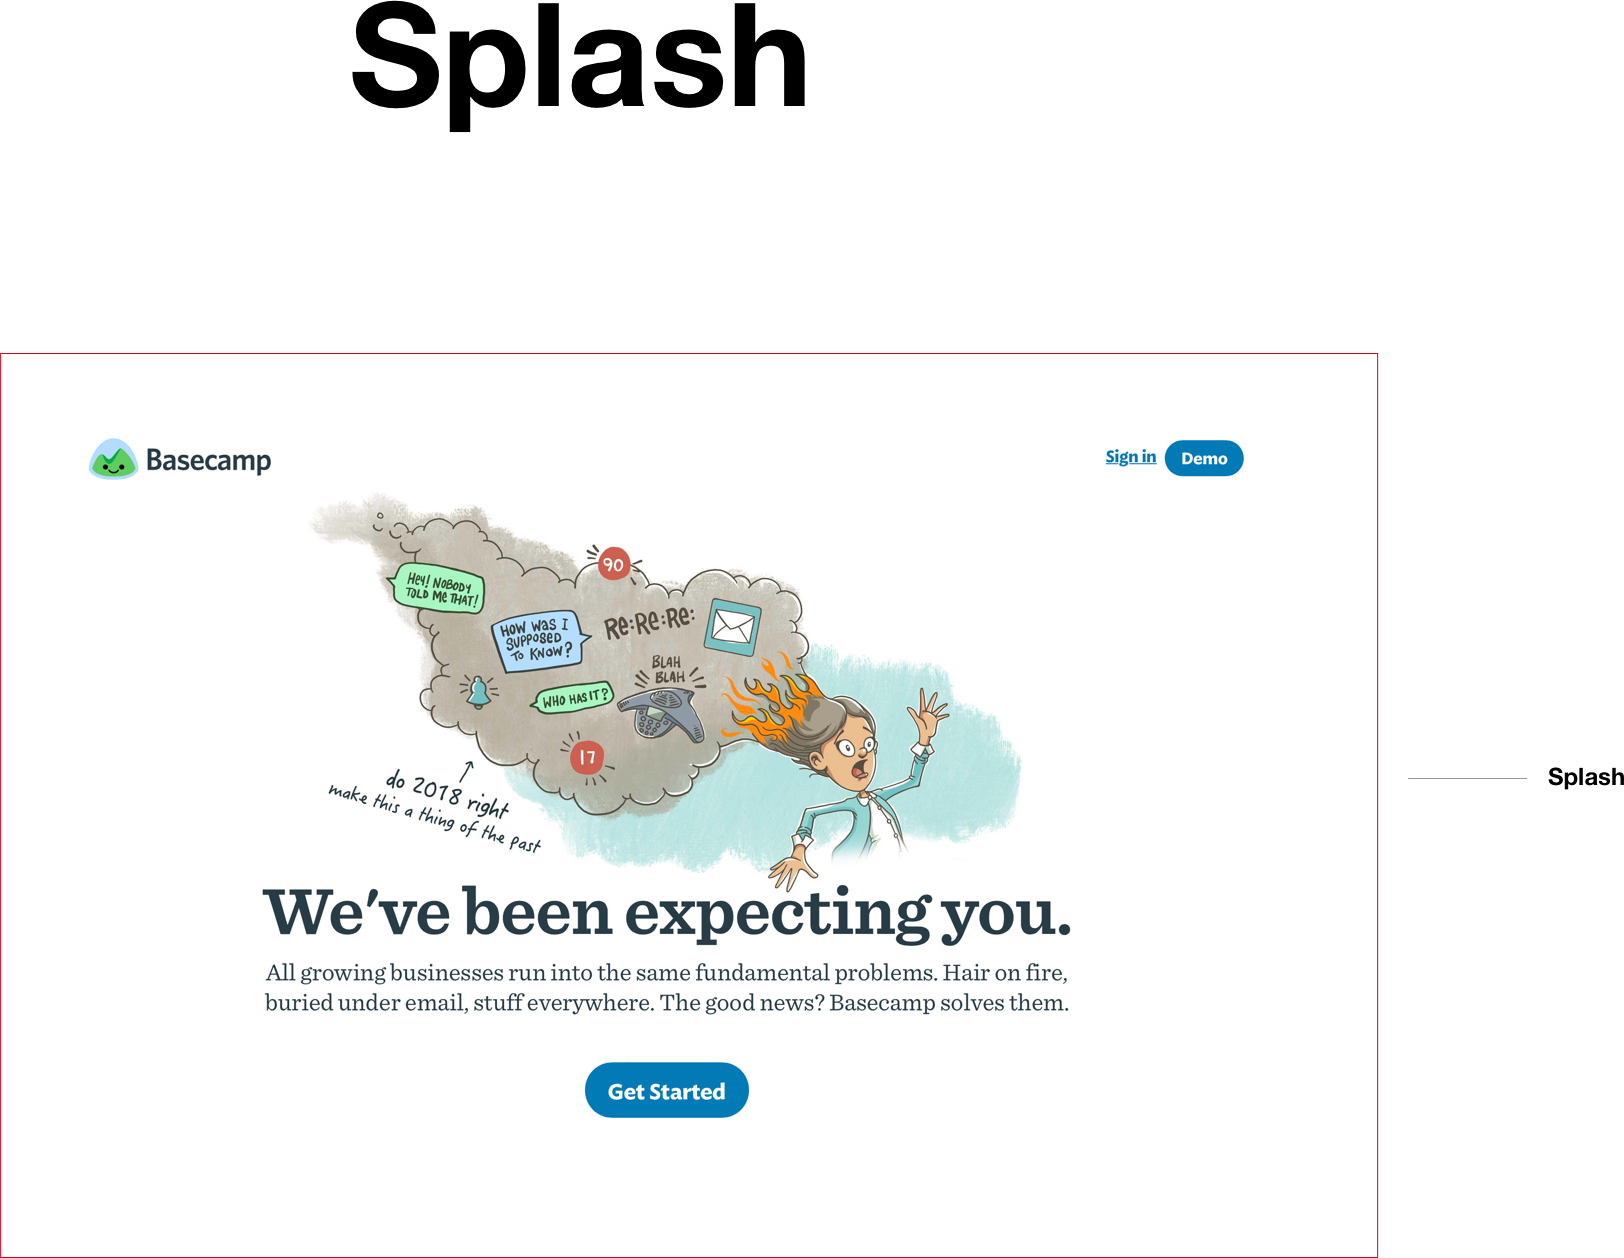 Splash
Basecamp
Sign in
Demo
90
Hey! NOBODY
TOLD ME THAT!
HOW WAS I
SUPPOSED
TO KNOW?
Re:Re:Re:
BLAH
BLAH
WHO HAS IT?
17
do 2018 right
make this a thing of the past
Splash
We've been expecting you.
All growing businesses run into the same fundamental problems. Hair on fire,
buried under email, stuff everywhere. The good news? Basecamp solves them.
Get Started